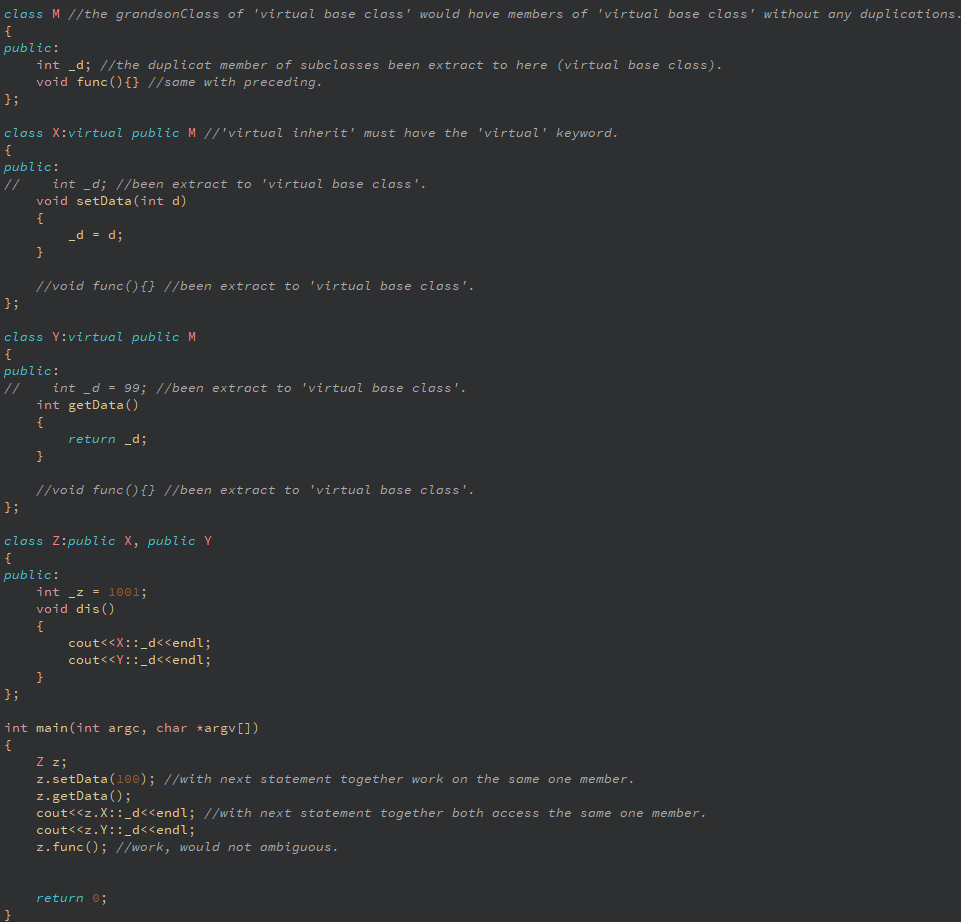 class M //the grandsonClass of 'virtual base class' would have members of 'virtual base class' without any duplications.
{
public:
    int _d; //the duplicat member of subclasses been extract to here (virtual base class).
    void func(){} //same with preceding.
};

class X:virtual public M //'virtual inherit' must have the 'virtual' keyword.
{
public:
//    int _d; //been extract to 'virtual base class'.
    void setData(int d)
    {
        _d = d;
    }

    //void func(){} //been extract to 'virtual base class'.
};

class Y:virtual public M
{
public:
//    int _d = 99; //been extract to 'virtual base class'.
    int getData()
    {
        return _d;
    }

    //void func(){} //been extract to 'virtual base class'.
};

class Z:public X, public Y
{
public:
    int _z = 1001;
    void dis()
    {
        cout<<X::_d<<endl;
        cout<<Y::_d<<endl;
    }
};

int main(int argc, char *argv[])
{
    Z z;
    z.setData(100); //with next statement together work on the same one member.
    z.getData();
    cout<<z.X::_d<<endl; //with next statement together both access the same one member.
    cout<<z.Y::_d<<endl;
    z.func(); //work, would not ambiguous.


    return 0;
}